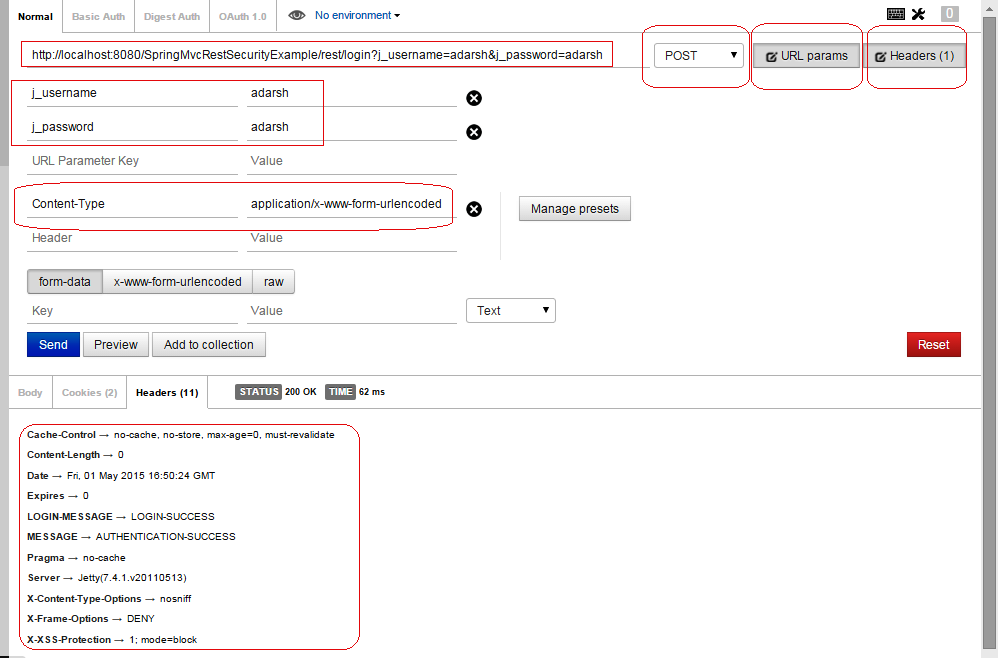 Normal Basic Auth Digest Auth OAuth 1.0 No environment 0
http://localhost:8080/SpringMvcRestSecurityExample/rest/login?j_username=adarsh&j_password=adarsh POST URL params Headers (1)
j_username adarsh
j_password adarsh
URL Parameter Key Value
Content-Type application/x-www-form-urlencoded Manage presets
Header Value
form-data x-www-form-urlencoded raw
Key Value Text
Send Preview Add to collection Reset
Body Cookies (2) Headers (11) STATUS 200 OK TIME 62 ms
Cache-Control → no-cache, no-store, max-age=0, must-revalidate
Content-Length → 0
Date → Fri, 01 May 2015 16:50:24 GMT
Expires → 0
LOGIN-MESSAGE → LOGIN-SUCCESS
MESSAGE → AUTHENTICATION-SUCCESS
Pragma → no-cache
Server → Jetty(7.4.1.v20110513)
X-Content-Type-Options → nosniff
X-Frame-Options → DENY
X-XSS-Protection → 1; mode=block